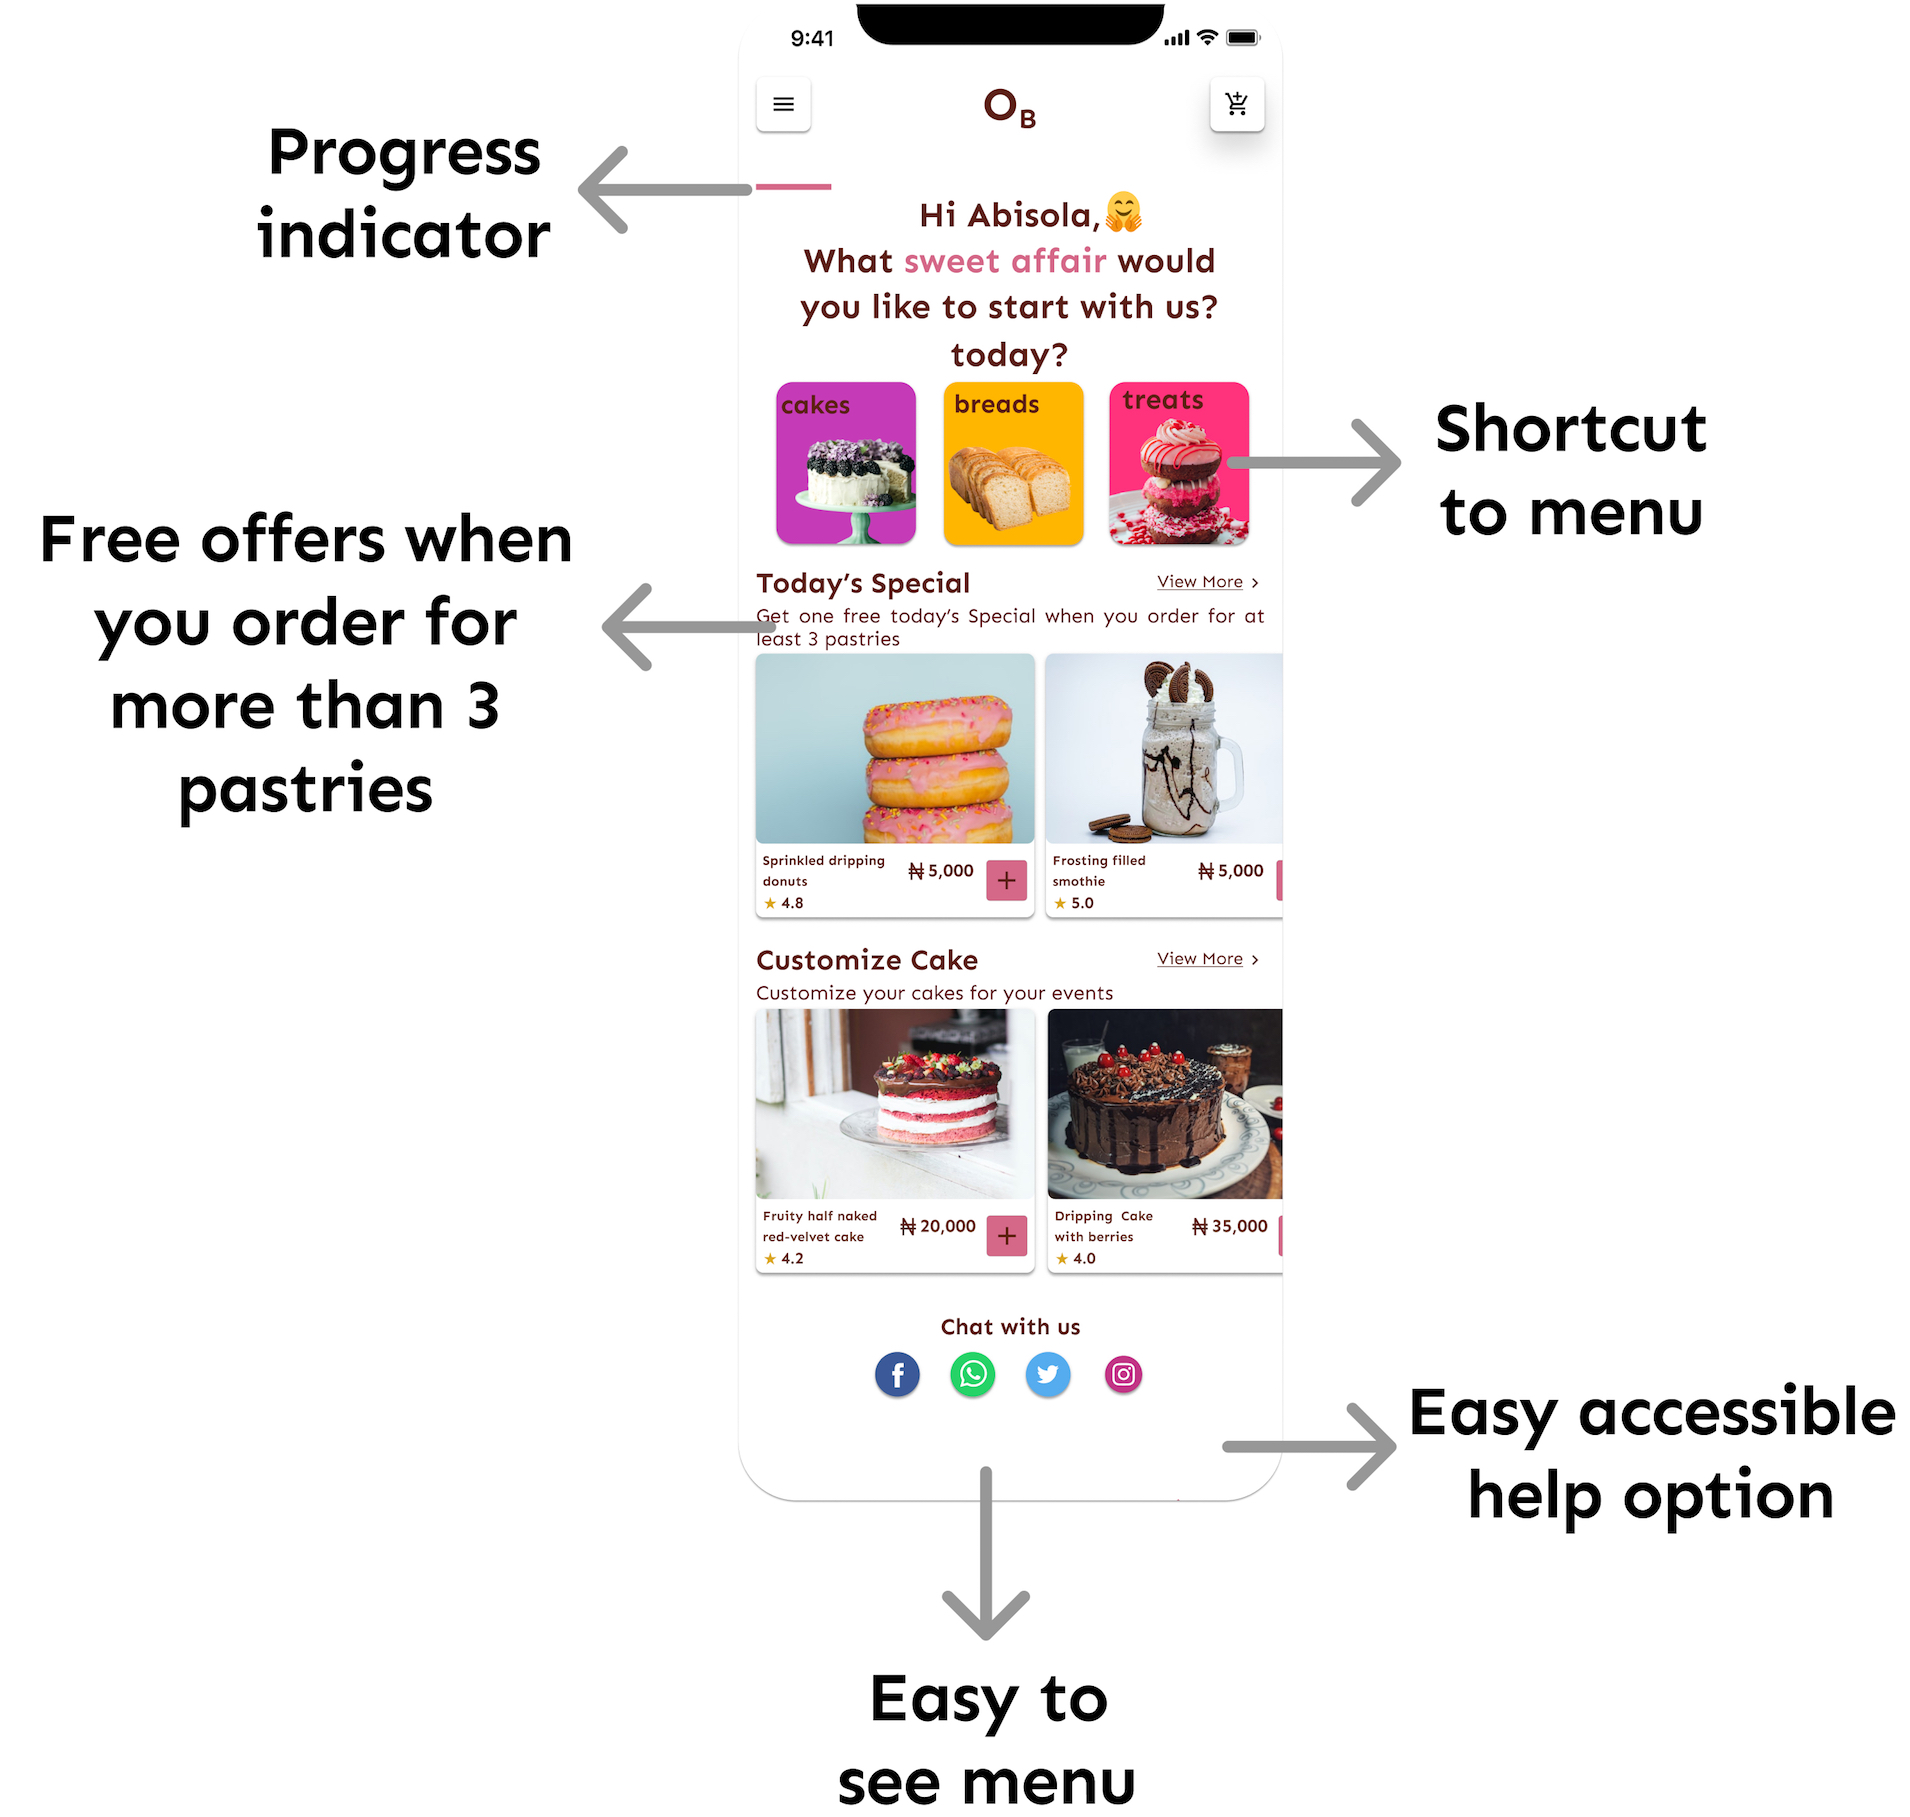 9:41
OB
Progress
indicator
Hi Abisola,🤗
What sweet affair would
you like to start with us?
today?
cakes
breads
treats
Shortcut
to menu
Free offers when
you order for
more than 3
pastries
Today's Special
View More >
Get one free today's Special when you order for at
least 3 pastries
Sprinkled dripping
donuts
₦ 5,000
+
★ 4.8
Frosting filled
smothie
₦ 5,000
★ 5.0
Customize Cake
View More >
Customize your cakes for your events
Fruity half naked
red-velvet cake
₦ 20,000
+
★ 4.2
Dripping Cake
with berries
₦ 35,000
★ 4.0
Chat with us
Easy accessible
help option
Easy to
see menu